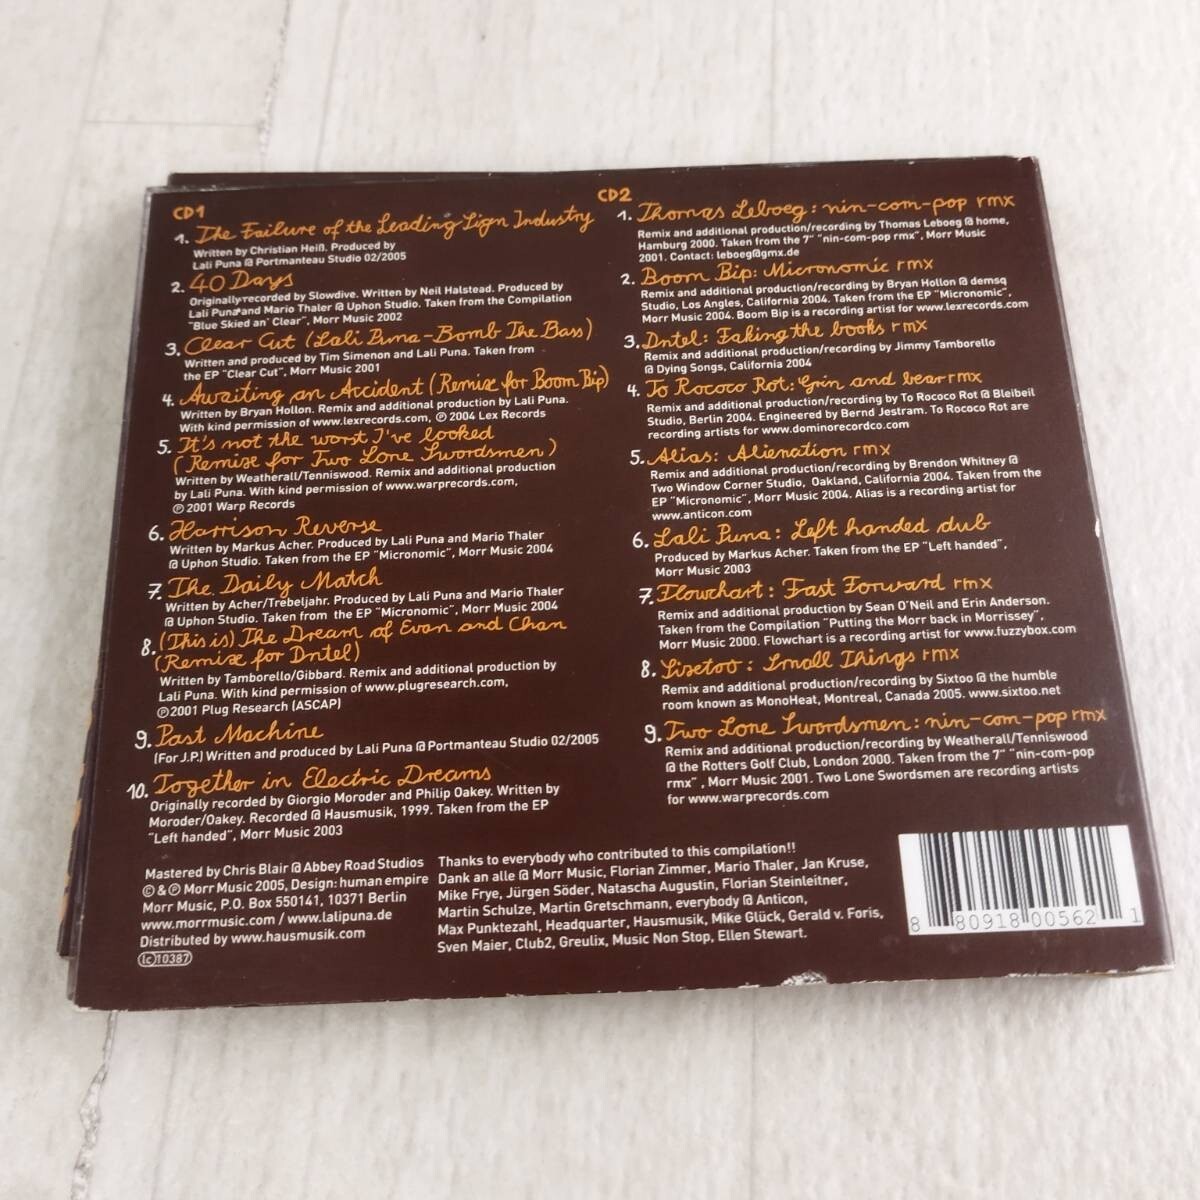 CD1
1. The Failure of the Leading Sign Industry
Written by Christian Heiß. Produced by
Lali Puna @ Portmanteau Studio 02/2005
2. 40 Days
Originally recorded by Slowdive. Written by Neil Halstead. Produced by
Lali Puna and Mario Thaler @ Uphon Studio. Taken from the Compilation
"Blue Skied an' Clear", Morr Music 2002
3. Clear Cut (Lali Puna-Bomb The Bass)
Written and produced by Tim Simenon and Lali Puna. Taken from
the EP "Clear Cut", Morr Music 2001
4. Awaiting an Accident (Remix for Boom Bip)
Written by Bryan Hollon. Remix and additional production by Lali Puna.
With kind permission of www.lexrecords.com, ℗ 2004 Lex Records
5. It's not the worst I've looked
(Remix for Two Lone Swordsmen)
Written by Weatherall/Tenniswood. Remix and additional production
by Lali Puna. With kind permission of www.warprecords.com,
℗ 2001 Warp Records
6. Harrison Reverse
Written by Markus Acher. Produced by Lali Puna and Mario Thaler
@ Uphon Studio. Taken from the EP "Micronomic", Morr Music 2004
7. The Daily Match
Written by Acher/Trebeljahr. Produced by Lali Puna and Mario Thaler
@ Uphon Studio. Taken from the EP "Micronomic", Morr Music 2004
8. (This is) The Dream of Evan and Chan
(Remix for Dntel)
Written by Tamborello/Gibbard. Remix and additional production by
Lali Puna. With kind permission of www.plugresearch.com,
℗2001 Plug Research (ASCAP)
9. Past Machine
(For J.P.) Written and produced by Lali Puna @ Portmanteau Studio 02/2005
10. Together in Electric Dreams
Originally recorded by Giorgio Moroder and Philip Oakey. Written by
Moroder/Oakey. Recorded @ Hausmusik, 1999. Taken from the EP
"Left handed", Morr Music 2003
CD2
1. Thomas Leboeg: nin-com-pop rmx
Remix and additional production/recording by Thomas Leboeg @ home,
Hamburg 2000. Taken from the 7" "nin-com-pop rmx", Morr Music
2001. Contact: leboeg@gmx.de
2. Boom Bip: Micronomic rmx
Remix and additional production/recording by Bryan Hollon @ demsq
Studio, Los Angles, California 2004. Taken from the EP "Micronomic",
Morr Music 2004. Boom Bip is a recording artist for www.lexrecords.com
3. Dntel: Faking the books rmx
Remix and additional production/recording by Jimmy Tamborello
@ Dying Songs, California 2004
4. To Rococo Rot: Grin and bear rmx
Remix and additional production/recording by To Rococo Rot @ Bleibeil
Studio, Berlin 2004. Engineered by Bernd Jestram. To Rococo Rot are
recording artists for www.dominorecordco.com
5. Alias: Alienation rmx
Remix and additional production/recording by Brendon Whitney @
Two Window Corner Studio, Oakland, California 2004. Taken from the
EP "Micronomic", Morr Music 2004. Alias is a recording artist for
www.anticon.com
6. Lali Puna: Left handed dub
Produced by Markus Acher. Taken from the EP "Left handed",
Morr Music 2003
7. Flowchart: Fast Forward rmx
Remix and additional production by Sean O'Neil and Erin Anderson.
Taken from the Compilation "Putting the Morr back in Morrissey",
Morr Music 2000. Flowchart is a recording artist for www.fuzzybox.com
8. Sixtoo: Small Things rmx
Remix and additional production/recording by Sixtoo @ the humble
room known as MonoHeat, Montreal, Canada 2005. www.sixtoo.net
9. Two Lone Swordsmen: nin-com-pop rmx
Remix and additional production/recording by Weatherall/Tenniswood
@ the Rotters Golf Club, London 2000. Taken from the 7" "nin-com-pop
rmx", Morr Music 2001. Two Lone Swordsmen are recording artists
for www.warprecords.com
Mastered by Chris Blair @ Abbey Road Studios
© & ℗ Morr Music 2005, Design: human empire
Morr Music, P.O. Box 550141, 10371 Berlin
www.morrmusic.com / www.lalipuna.de
Distributed by www.hausmusik.com
lc 10387
Thanks to everybody who contributed to this compilation!!
Dank an alle @ Morr Music, Florian Zimmer, Mario Thaler, Jan Kruse,
Mike Frye, Jürgen Söder, Natascha Augustin, Florian Steinleitner,
Martin Schulze, Martin Gretschmann, everybody @ Anticon,
Max Punktezahl, Headquarter, Hausmusik, Mike Glück, Gerald v. Foris,
Sven Maier, Club2, Greulix, Music Non Stop, Ellen Stewart.
8 80918 00562 1